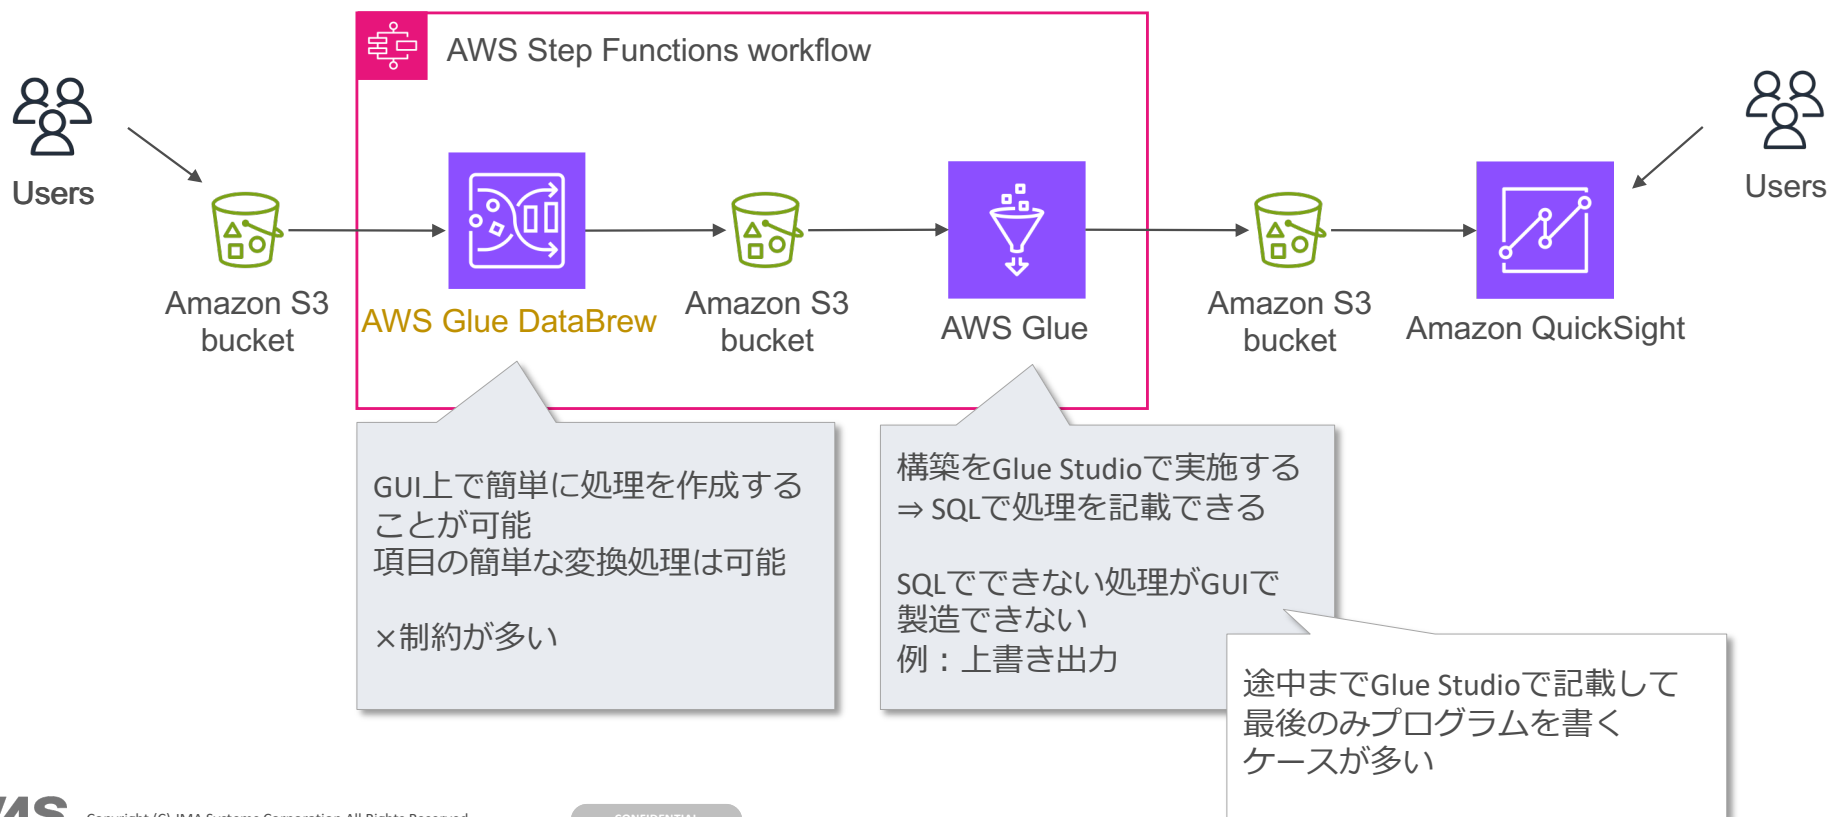 AWS Step Functions workflow
Users
Users
Amazon S3
bucket
AWS Glue DataBrew
Amazon S3
bucket
AWS Glue
Amazon S3
bucket
Amazon QuickSight
GUI上で簡単に処理を作成する
ことが可能
項目の簡単な変換処理は可能
×制約が多い
構築をGlue Studioで実施する
⇒ SQLで処理を記載できる
SQLでできない処理がGUIで
製造できない
例：上書き出力
途中までGlue Studioで記載して
最後のみプログラムを書く
ケースが多い
Copyright (C) JMA Systems Corporation All Rights Reserved
CONFIDENTIAL